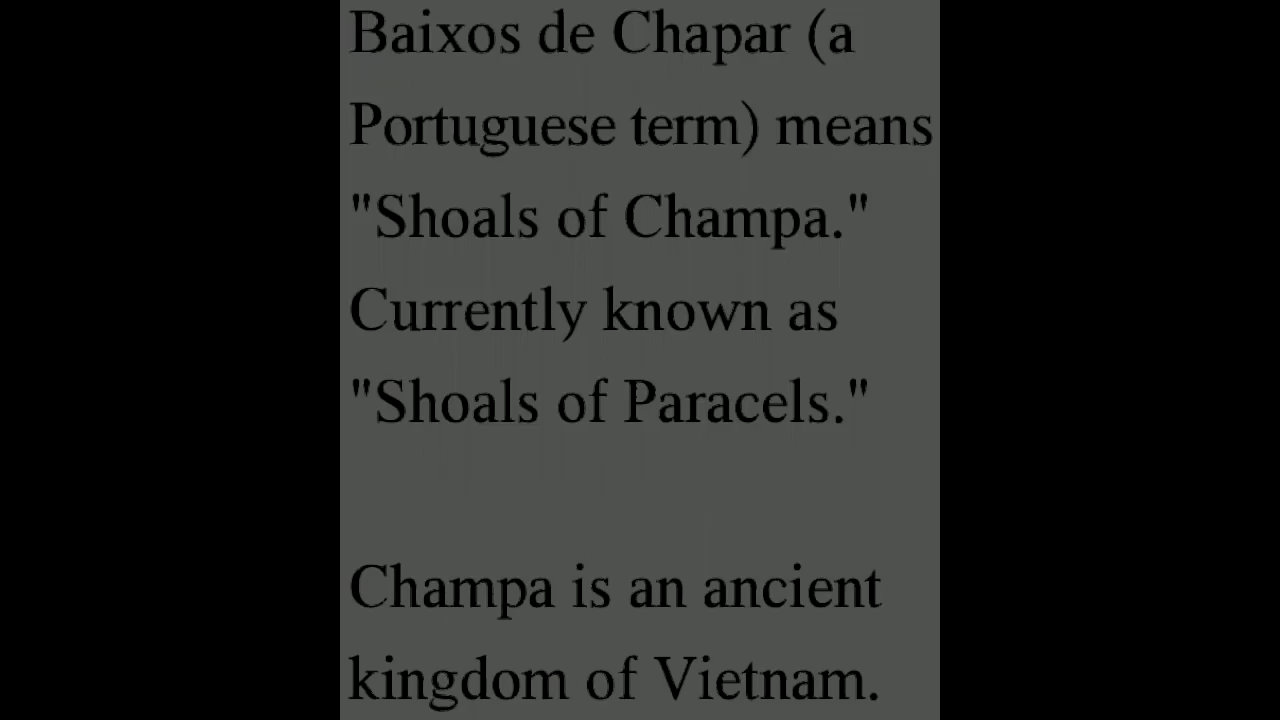 Baixos de Chapar (a
Portuguese term) means
"Shoals of Champa."
Currently known as
"Shoals of Paracels."
Champa is an ancient
kingdom of Vietnam.